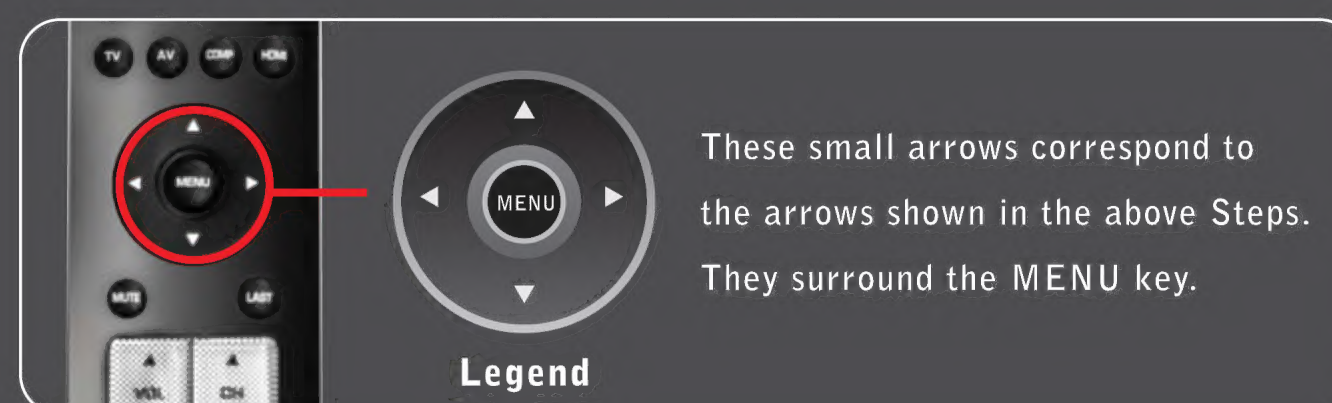 TV AV COMP HDMI
MENU
MUTE LAST
VOL CH
MENU
Legend
These small arrows correspond to
the arrows shown in the above Steps.
They surround the MENU key.